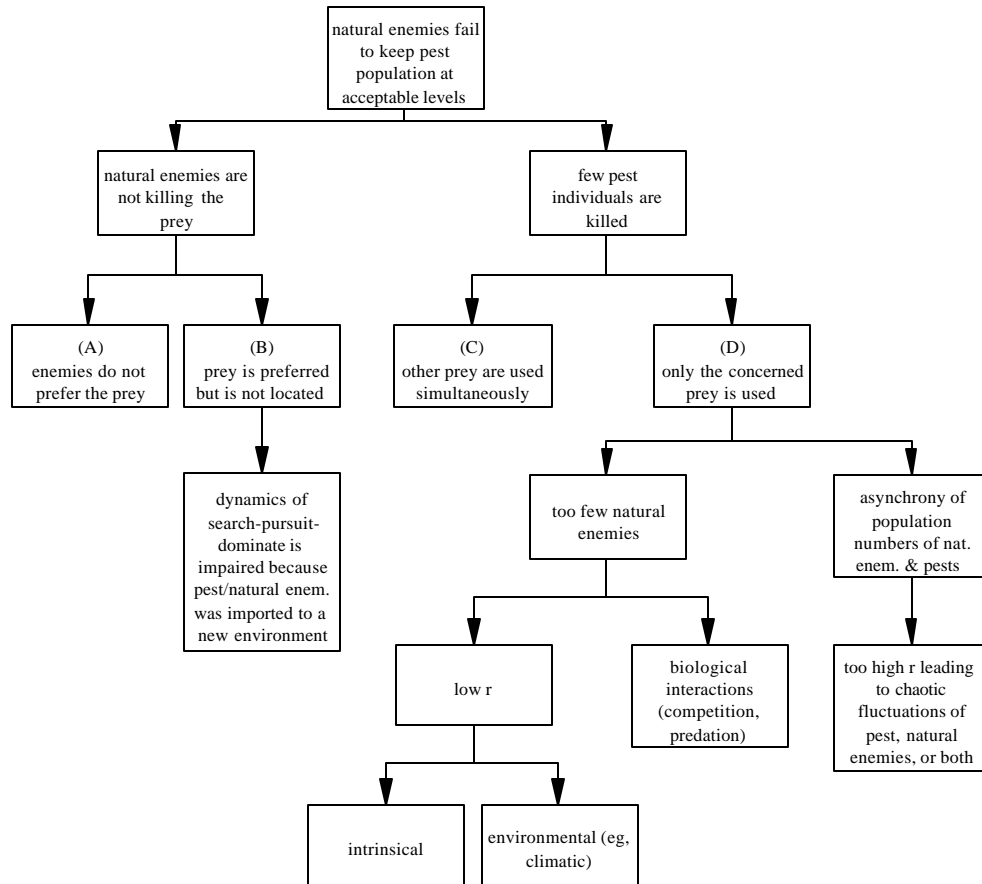 natural enemies fail
to keep pest
population at
acceptable levels
natural enemies are
not killing the
prey
few pest
individuals are
killed
(A)
enemies do not
prefer the prey
(B)
prey is preferred
but is not located
(C)
other prey are used
simultaneously
(D)
only the concerned
prey is used
dynamics of
search-pursuit-
dominate is
impaired because
pest/natural enem.
was imported to a
new environment
too few natural
enemies
asynchrony of
population
numbers of nat.
enem. & pests
low r
biological
interactions
(competition,
predation)
too high r leading
to chaotic
fluctuations of
pest, natural
enemies, or both
intrinsical
environmental (eg,
climatic)